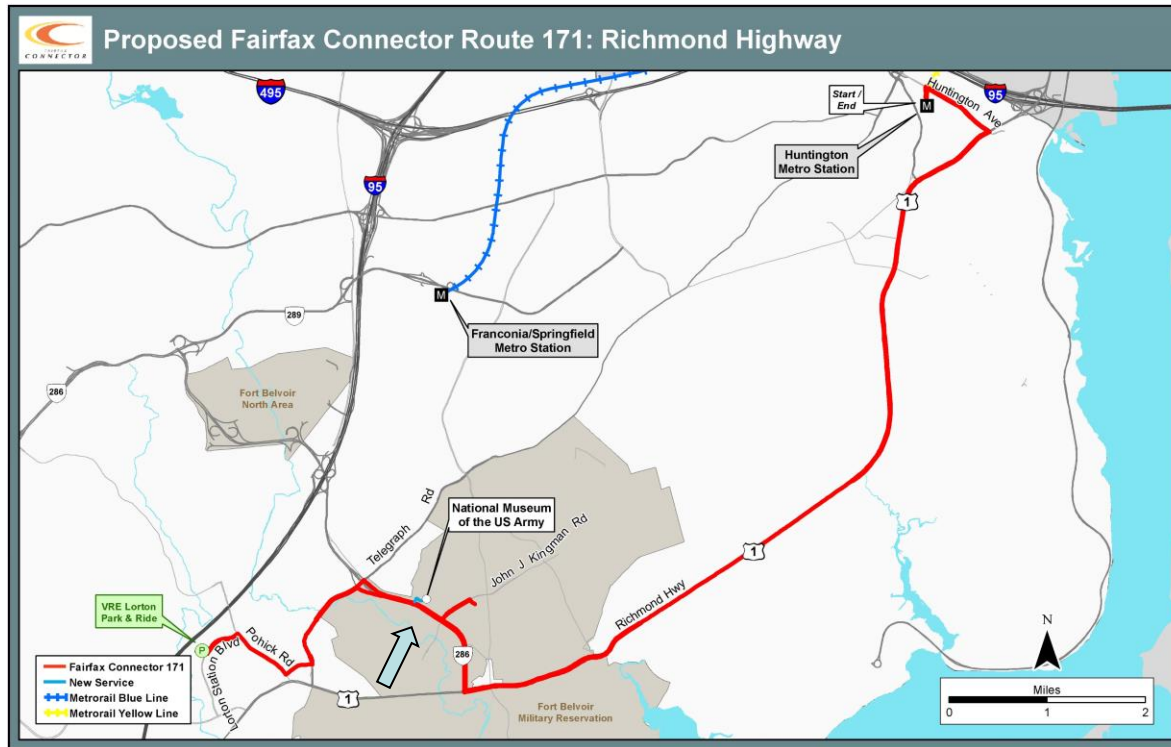 CONNECTOR
Proposed Fairfax Connector Route 171: Richmond Highway
495
95
Start /
End
M
Huntington Ave
95
Huntington
Metro Station
1
M
Franconia/Springfield
Metro Station
289
286
Fort Belvoir
North Area
National Museum
of the US Army
Telegraph Rd
John J Kingman Rd
1
Richmond Hwy
VRE Lorton
Park & Ride
P
Pohick Rd
Lorton Station Blvd
286
1
Fort Belvoir
Military Reservation
Fairfax Connector 171
New Service
Metrorail Blue Line
Metrorail Yellow Line
N
Miles
0 1 2